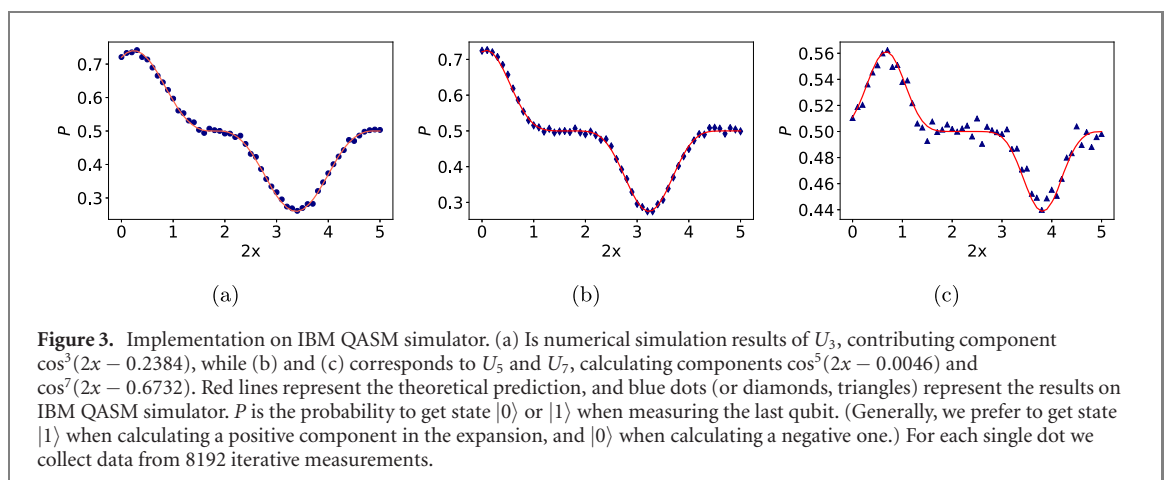 0.7
0.6
P
0.5
0.4
0.3
0 1 2 3 4 5
2x
(a)
0.7
0.6
P
0.5
0.4
0.3
0 1 2 3 4 5
2x
(b)
0.56
0.54
0.52
P
0.50
0.48
0.46
0.44
0 1 2 3 4 5
2x
(c)
Figure 3. Implementation on IBM QASM simulator. (a) Is numerical simulation results of U₃, contributing component
cos³(2x − 0.2384), while (b) and (c) corresponds to U₅ and U₇, calculating components cos⁵(2x − 0.0046) and
cos⁷(2x − 0.6732). Red lines represent the theoretical prediction, and blue dots (or diamonds, triangles) represent the results on
IBM QASM simulator. P is the probability to get state |0⟩ or |1⟩ when measuring the last qubit. (Generally, we prefer to get state
|1⟩ when calculating a positive component in the expansion, and |0⟩ when calculating a negative one.) For each single dot we
collect data from 8192 iterative measurements.